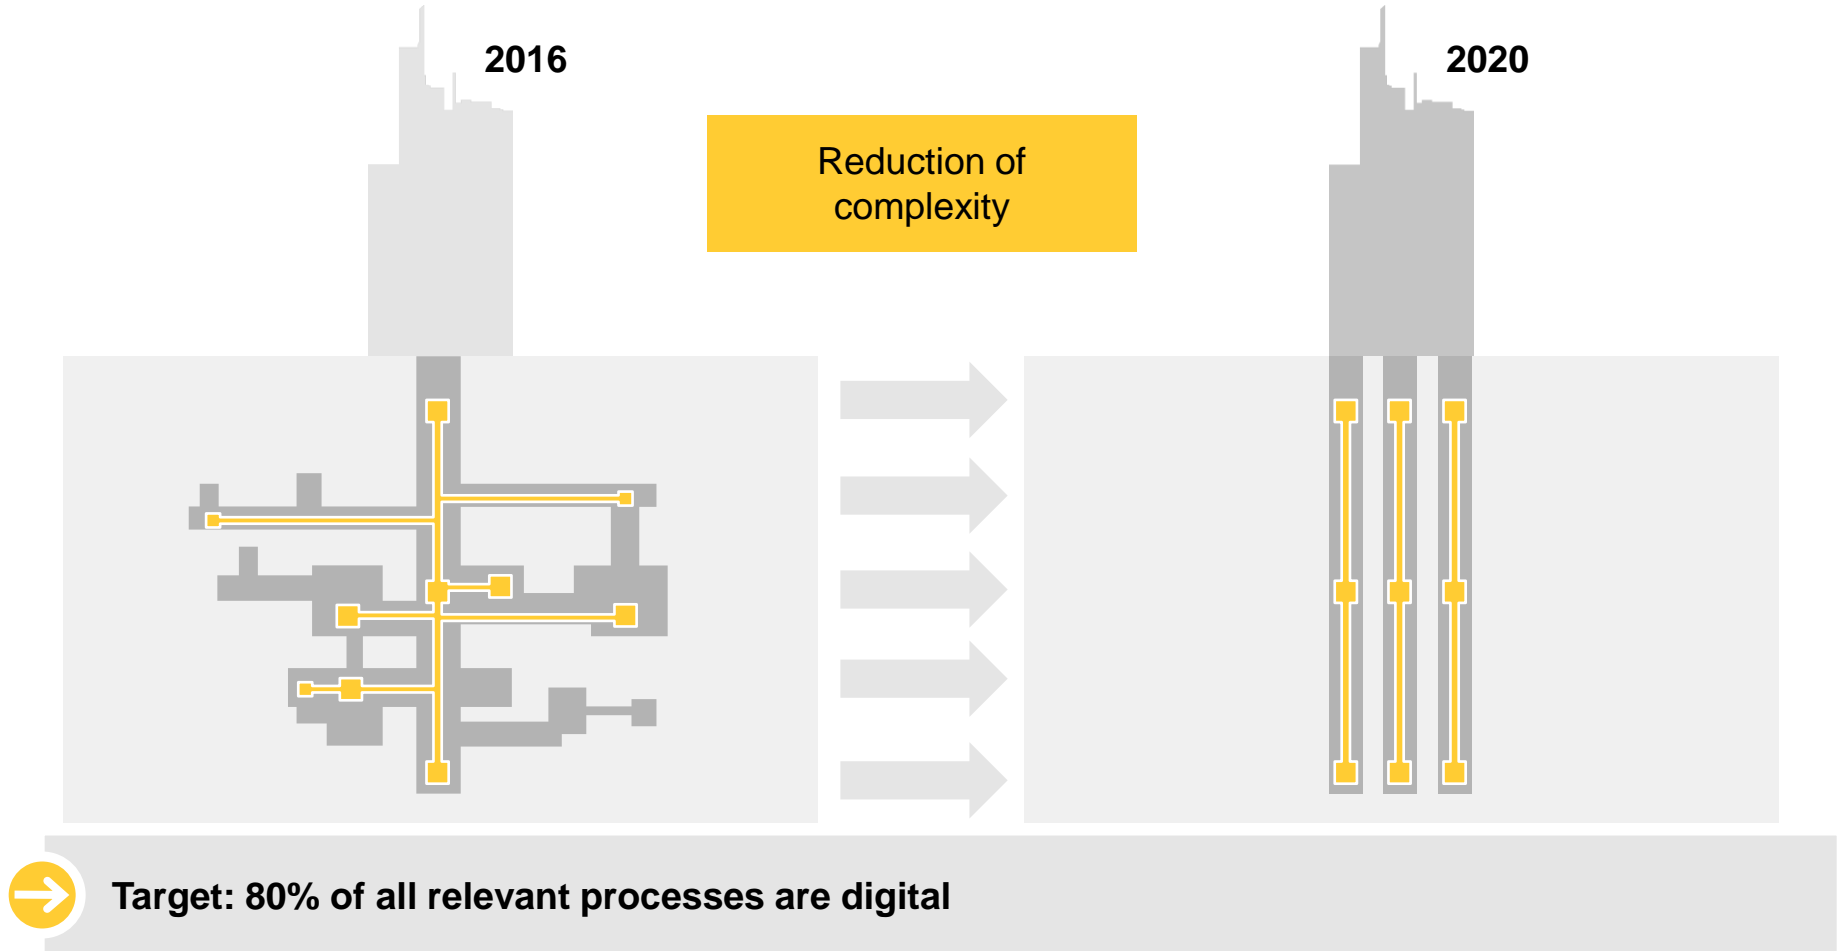 2016
2020
Reduction of
complexity
Target: 80% of all relevant processes are digital